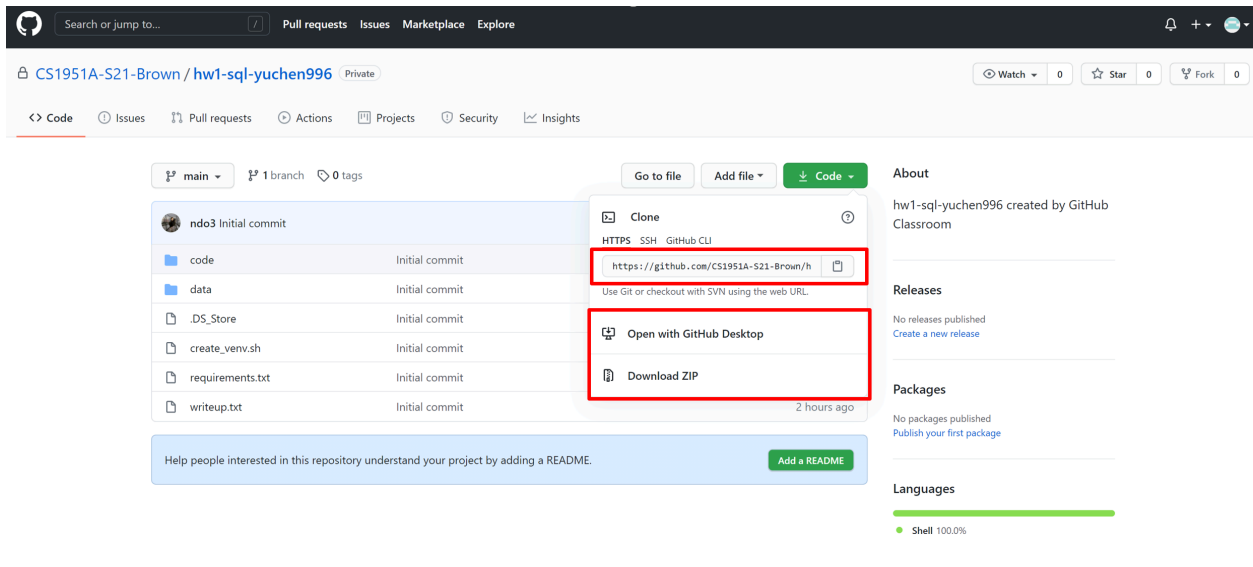 Search or jump to... / Pull requests Issues Marketplace Explore
CS1951A-S21-Brown / hw1-sql-yuchen996 Private
Watch 0 Star 0 Fork 0
<> Code Issues Pull requests Actions Projects Security Insights
main 1 branch 0 tags Go to file Add file Code
ndo3 Initial commit
code Initial commit
data Initial commit
.DS_Store Initial commit
create_venv.sh Initial commit
requirements.txt Initial commit
writeup.txt Initial commit 2 hours ago
Clone
HTTPS SSH GitHub CLI
https://github.com/CS1951A-S21-Brown/h
Use Git or checkout with SVN using the web URL.
Open with GitHub Desktop
Download ZIP
Help people interested in this repository understand your project by adding a README. Add a README
About
hw1-sql-yuchen996 created by GitHub
Classroom
Releases
No releases published
Create a new release
Packages
No packages published
Publish your first package
Languages
Shell 100.0%